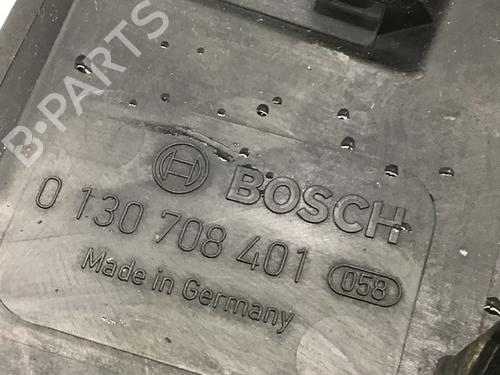 B-PARTS
BOSCH
0 130 708 401
058
Made in Germany